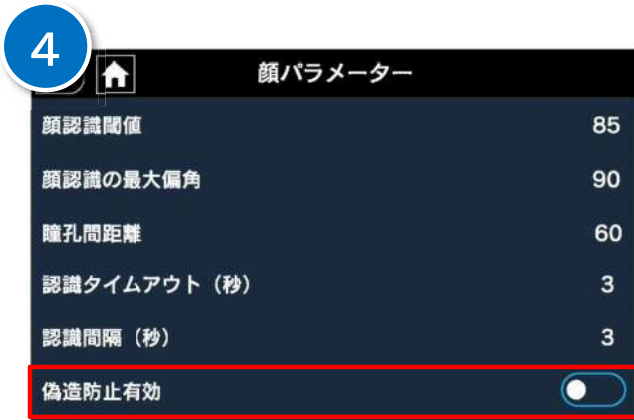 4
顔パラメーター
顔認識閾値 85
顔認識の最大偏角 90
瞳孔間距離 60
認識タイムアウト（秒） 3
認識間隔（秒） 3
偽造防止有効